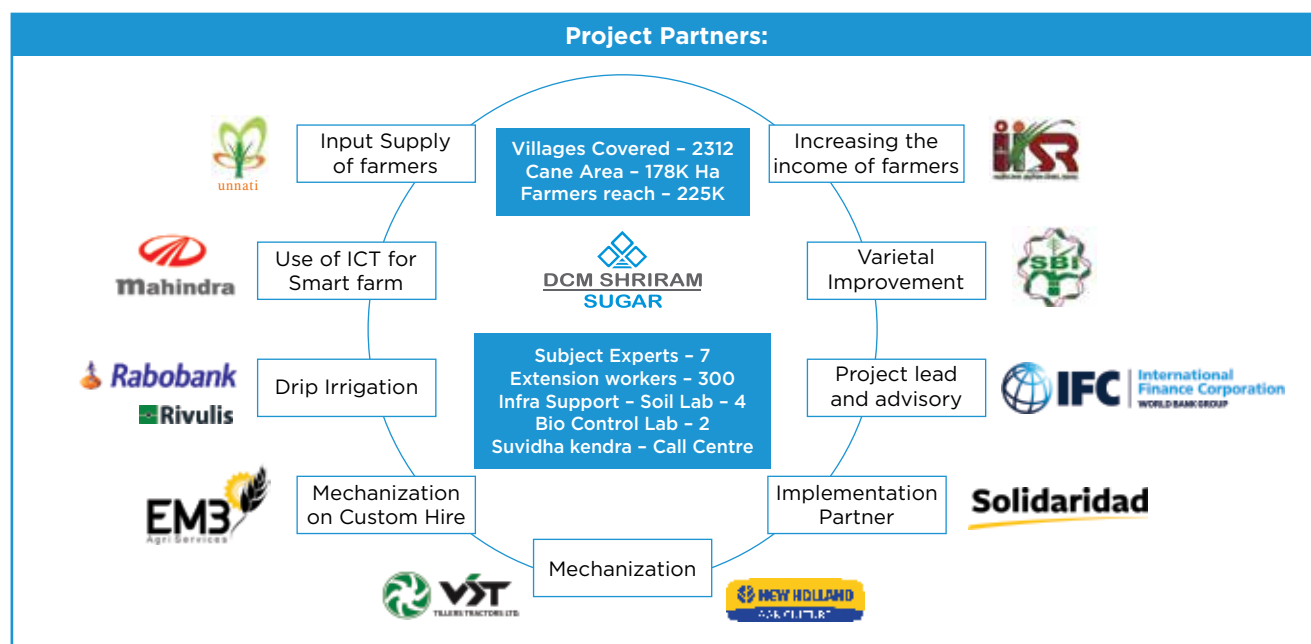 Project Partners:
unnati
Input Supply
of farmers
Villages Covered – 2312
Cane Area – 178K Ha
Farmers reach – 225K
Increasing the
income of farmers
IISR
mahindra
Use of ICT for
Smart farm
DCM SHRIRAM
SUGAR
Varietal
Improvement
SBI
Rabobank
Rivulis
Drip Irrigation
Subject Experts – 7
Extension workers – 300
Infra Support – Soil Lab – 4
Bio Control Lab – 2
Suvidha kendra – Call Centre
Project lead
and advisory
IFC
International
Finance Corporation
WORLD BANK GROUP
EM3
Agri Services
Mechanization
on Custom Hire
Implementation
Partner
Solidaridad
Mechanization
VST
TILLERS TRACTORS LTD.
NEW HOLLAND
AGRICULTURE